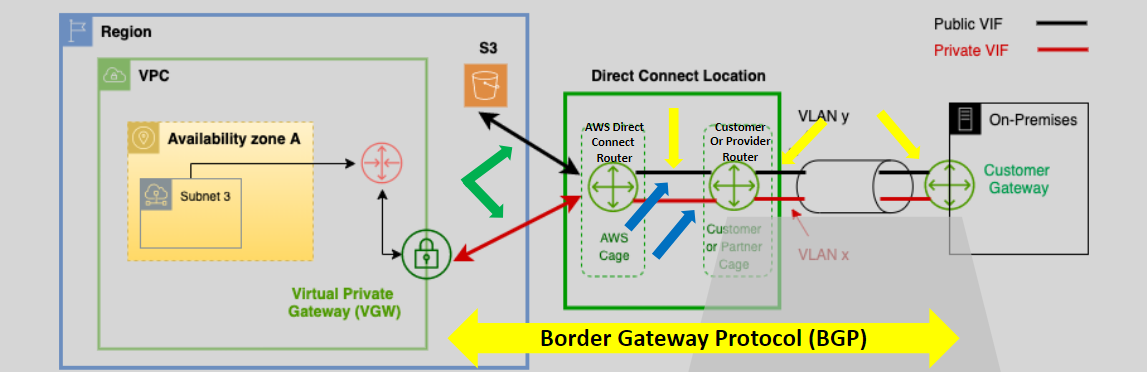 Region
VPC
Availability zone A
Subnet 3
Virtual Private
Gateway (VGW)
S3
Direct Connect Location
AWS Direct
Connect
Router
Customer
Or Provider
Router
AWS
Cage
Customer
or Partner
Cage
Public VIF
Private VIF
VLAN y
VLAN x
On-Premises
Customer
Gateway
Border Gateway Protocol (BGP)